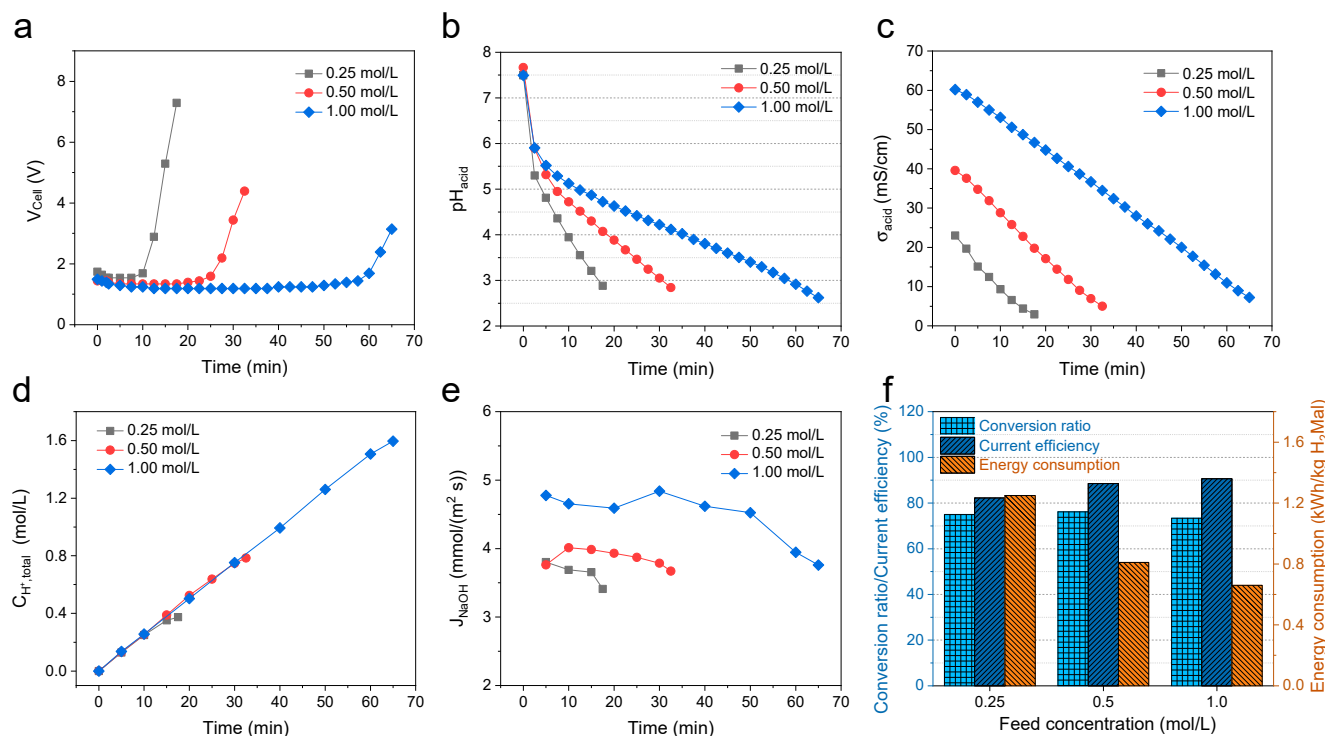 a
8
6
4
2
0
V_Cell (V)
0 10 20 30 40 50 60 70
Time (min)
0.25 mol/L
0.50 mol/L
1.00 mol/L
b
8
7
6
5
4
3
2
pH_acid
0 10 20 30 40 50 60 70
Time (min)
0.25 mol/L
0.50 mol/L
1.00 mol/L
c
70
60
50
40
30
20
10
0
σ_acid (mS/cm)
0 10 20 30 40 50 60 70
Time (min)
0.25 mol/L
0.50 mol/L
1.00 mol/L
d
1.6
1.2
0.8
0.4
0.0
C_H⁺,total (mol/L)
0 10 20 30 40 50 60 70
Time (min)
0.25 mol/L
0.50 mol/L
1.00 mol/L
e
6
5
4
3
2
J_NaOH (mmol/(m² s))
0 10 20 30 40 50 60 70
Time (min)
0.25 mol/L
0.50 mol/L
1.00 mol/L
f
120
100
80
60
40
20
0
Conversion ratio/Current efficiency (%)
Conversion ratio
Current efficiency
Energy consumption
1.6
1.2
0.8
0.4
0.0
Energy consumption (kWh/kg H₂Mal)
0.25 0.5 1.0
Feed concentration (mol/L)